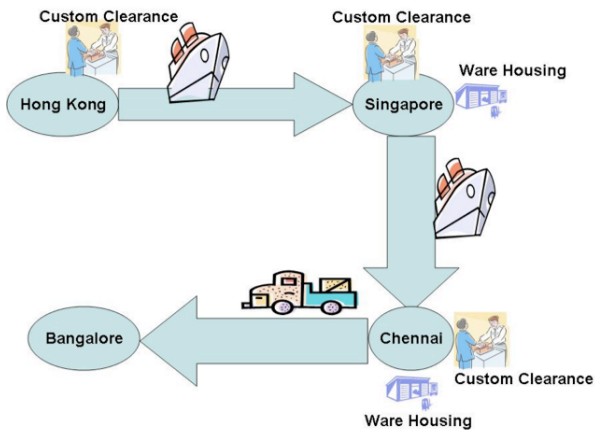 Custom Clearance
Custom Clearance
Ware Housing
Hong Kong
Singapore
Bangalore
Chennai
Custom Clearance
Ware Housing